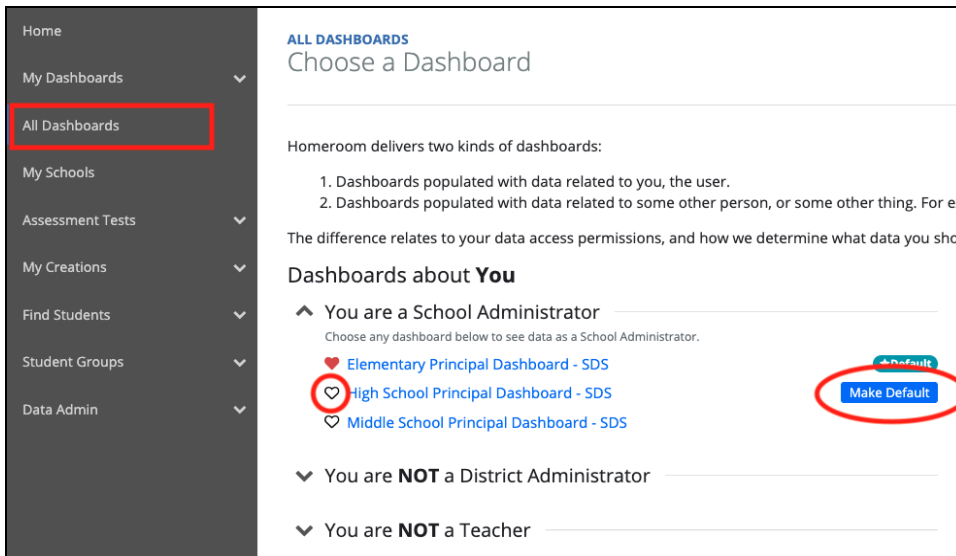 Home
My Dashboards
All Dashboards
My Schools
Assessment Tests
My Creations
Find Students
Student Groups
Data Admin
ALL DASHBOARDS
Choose a Dashboard
Homeroom delivers two kinds of dashboards:
1. Dashboards populated with data related to you, the user.
2. Dashboards populated with data related to some other person, or some other thing. For e
The difference relates to your data access permissions, and how we determine what data you sho
Dashboards about You
You are a School Administrator
Choose any dashboard below to see data as a School Administrator.
Elementary Principal Dashboard - SDS
Default
High School Principal Dashboard - SDS
Make Default
Middle School Principal Dashboard - SDS
You are NOT a District Administrator
You are NOT a Teacher